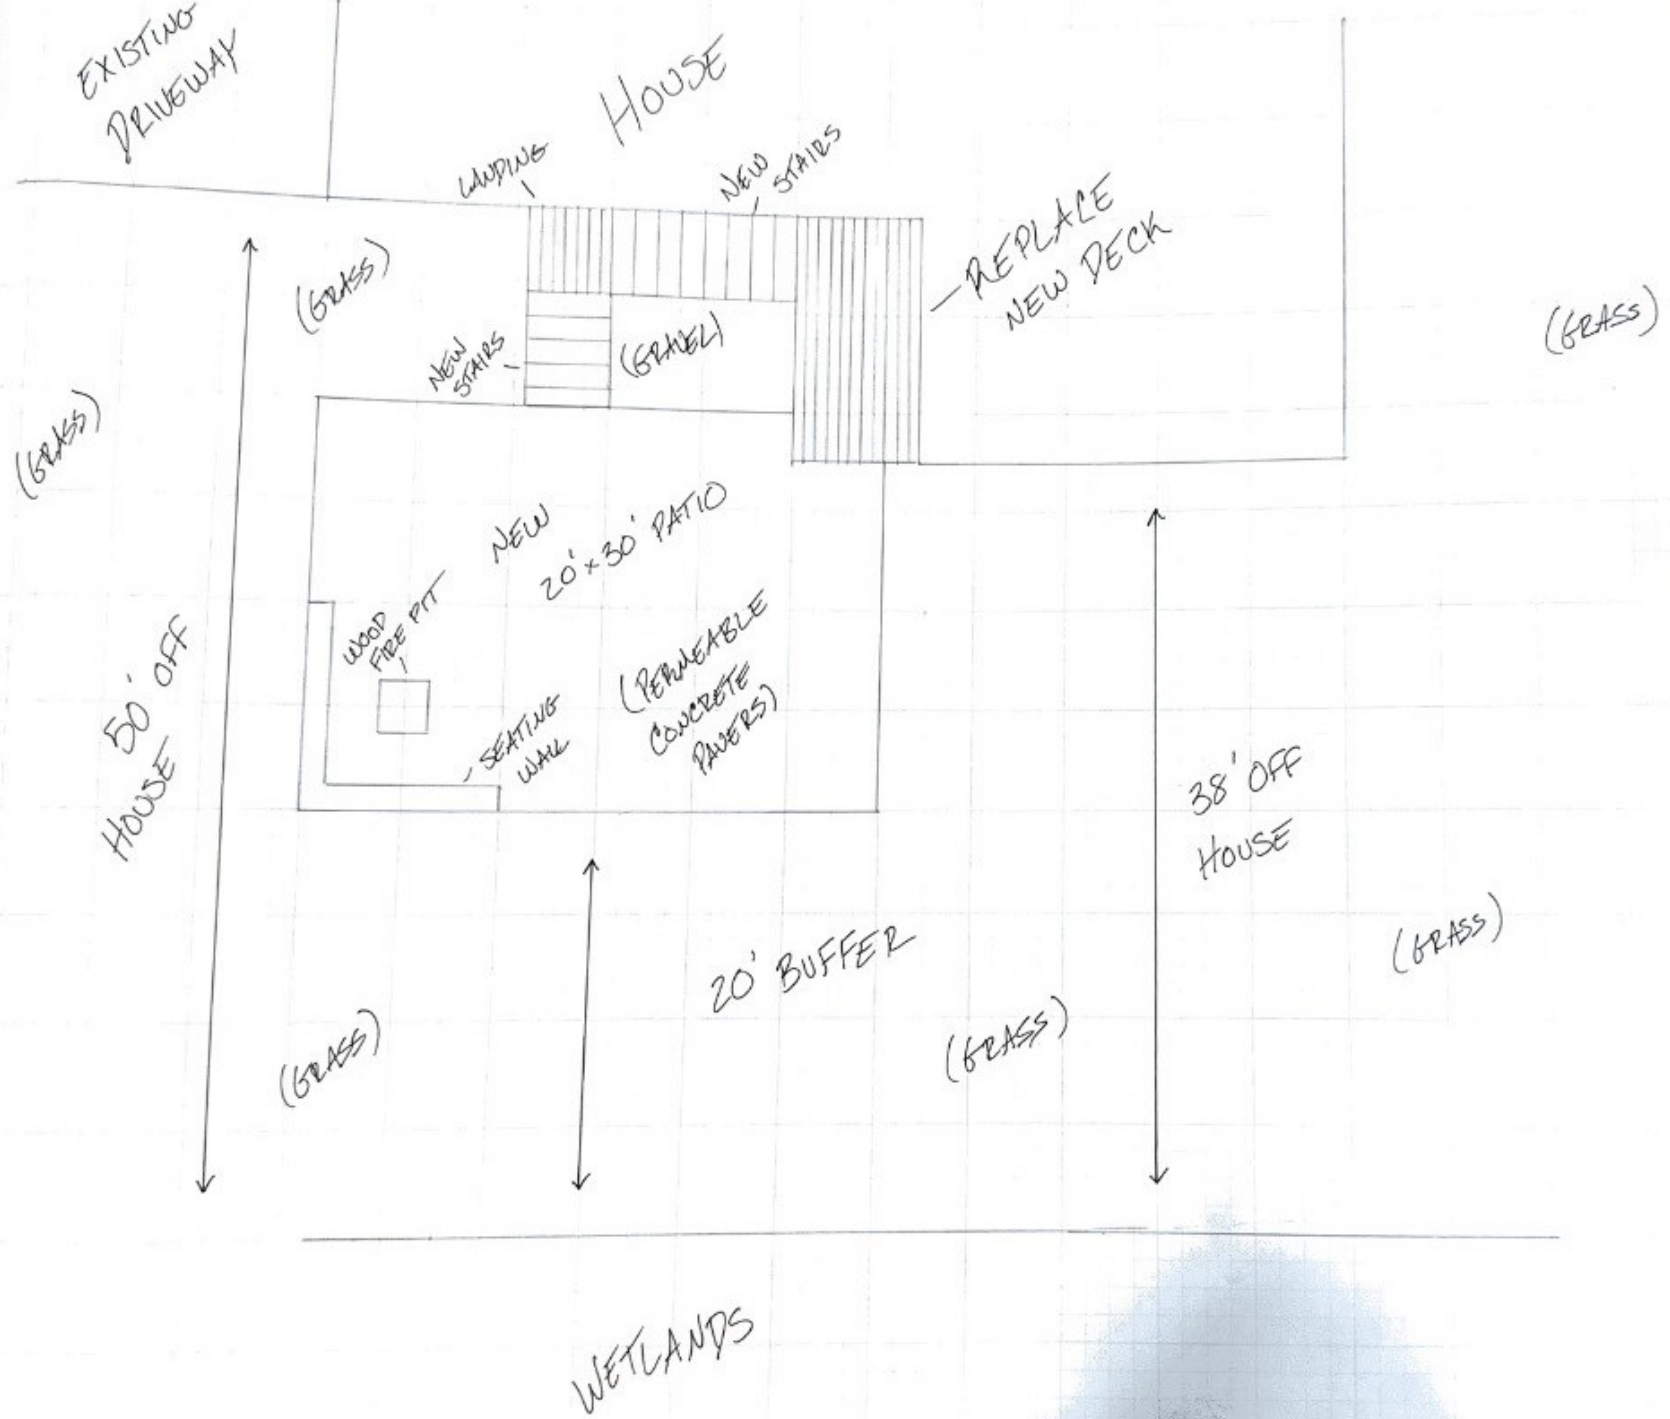 EXISTING
DRIVEWAY
HOUSE
LANDING
NEW
STAIRS
REPLACE
NEW DECK
(GRASS)
(GRASS)
NEW
STAIRS
(GRAVEL)
(GRASS)
NEW
20' x 30' PATIO
WOOD
FIRE PIT
(PERMEABLE
CONCRETE
PAVERS)
SEATING
WALL
50' OFF
HOUSE
38' OFF
HOUSE
20' BUFFER
(GRASS)
(GRASS)
(GRASS)
WETLANDS